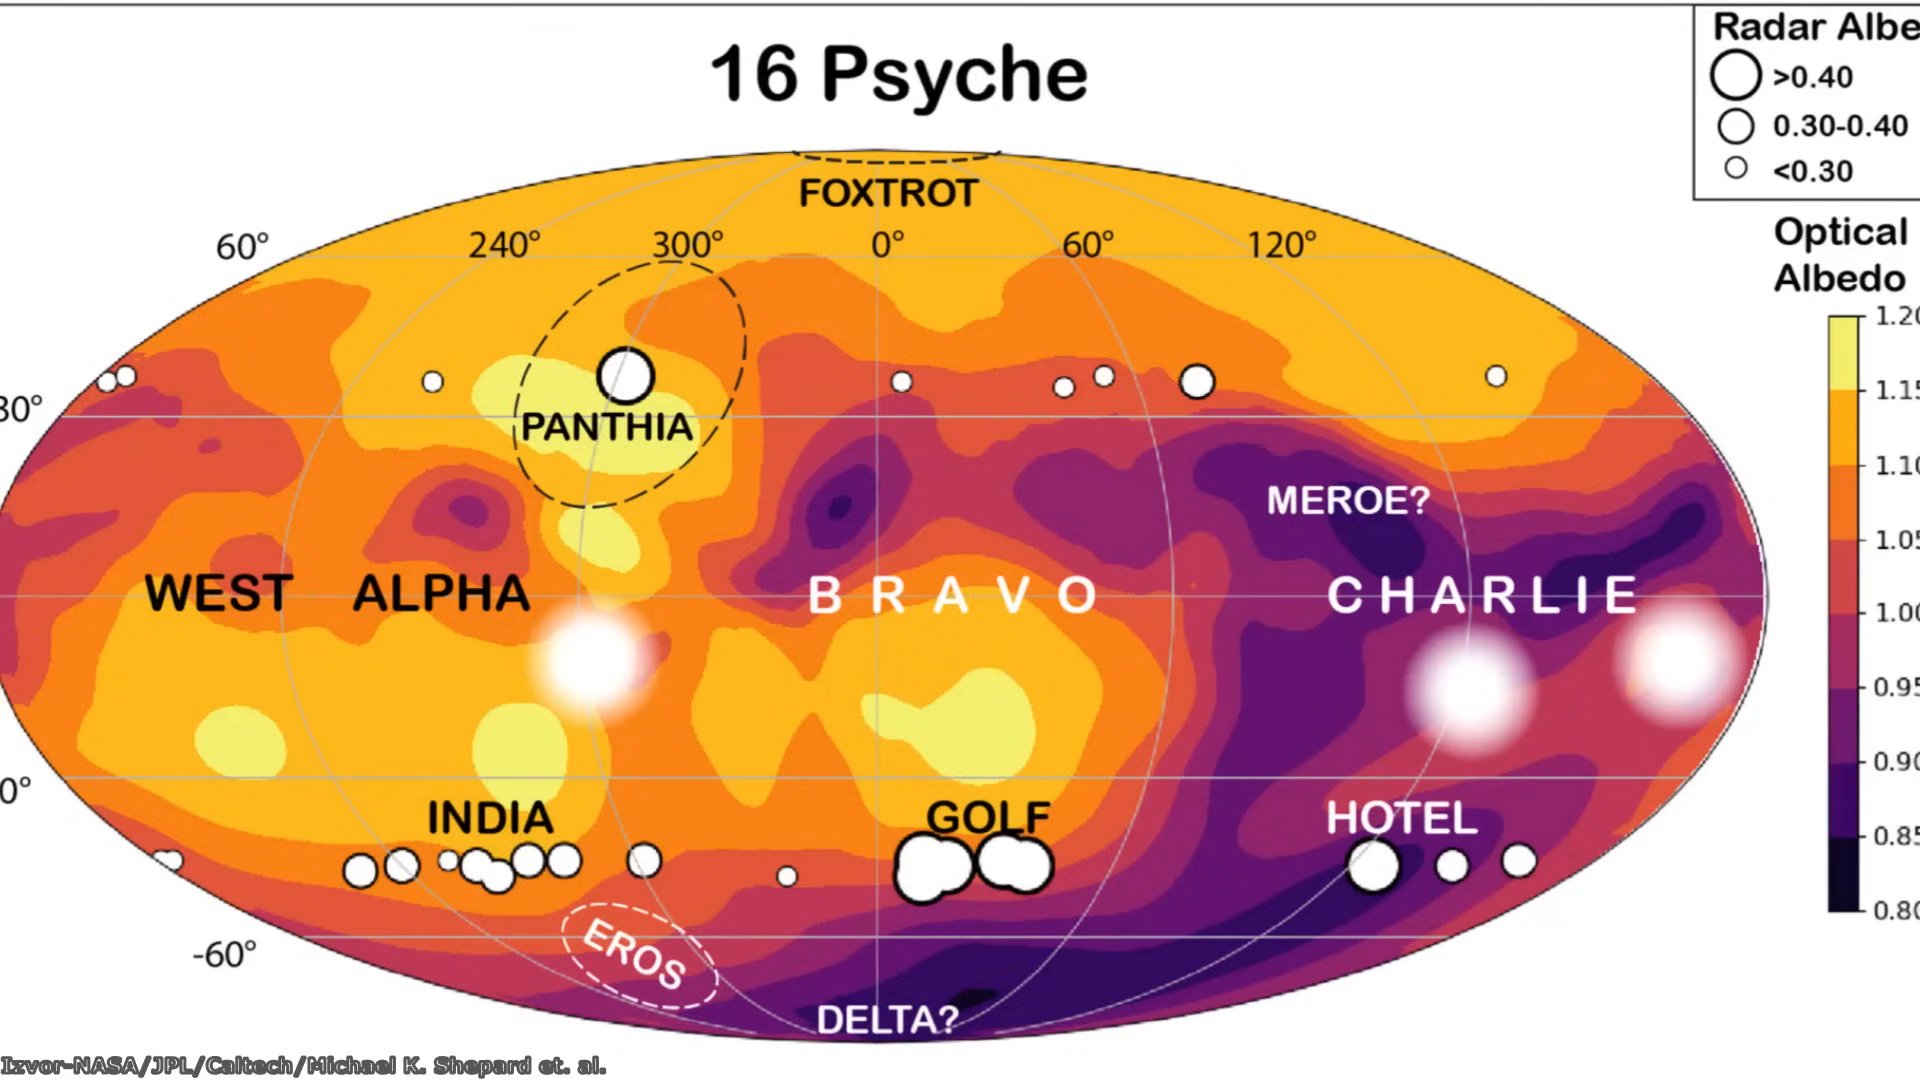 16 Psyche
Radar Albe
>0.40
0.30-0.40
<0.30
FOXTROT
60° 240° 300° 0° 60° 120°
Optical
Albedo
1.20
1.15
1.10
1.05
1.00
0.95
0.90
0.85
0.80
30°
PANTHIA
MEROE?
WEST ALPHA BRAVO CHARLIE
0°
INDIA GOLF HOTEL
EROS
-60°
DELTA?
Izvor-NASA/JPL/Caltech/Michael K. Shepard et. al.